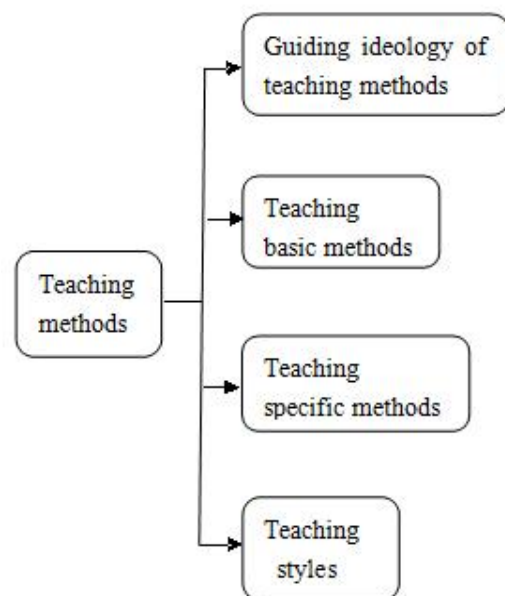 Guiding ideology of
teaching methods
Teaching
basic methods
Teaching
methods
Teaching
specific methods
Teaching
styles